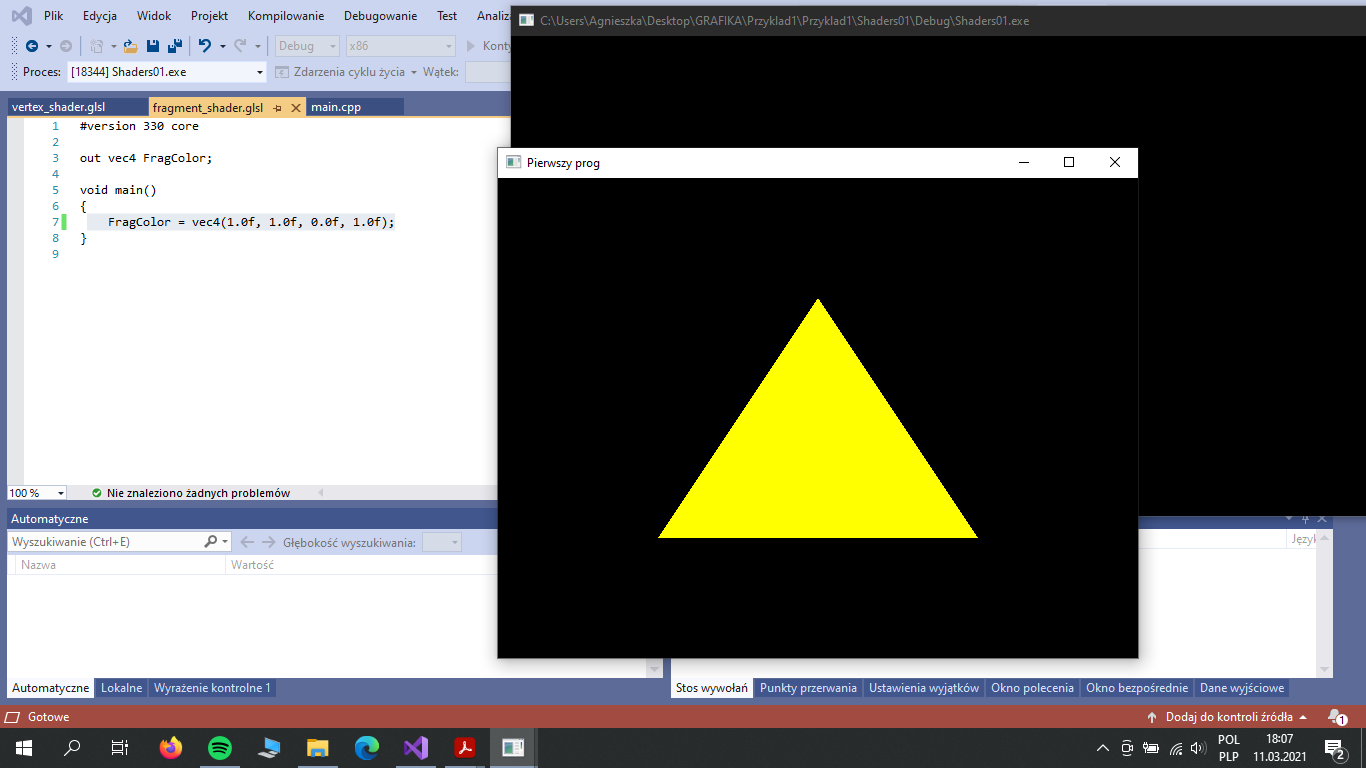 Plik Edycja Widok Projekt Kompilowanie Debugowanie Test Analiza
C:\Users\Agnieszka\Desktop\GRAFIKA\Przyklad1\Przyklad1\Shaders01\Debug\Shaders01.exe
Debug x86 Konty
Proces: [18344] Shaders01.exe Zdarzenia cyklu życia Wątek:
vertex_shader.glsl fragment_shader.glsl main.cpp
1 #version 330 core
2
3 out vec4 FragColor;
4
5 void main()
6 {
7 FragColor = vec4(1.0f, 1.0f, 0.0f, 1.0f);
8 }
9
Pierwszy prog
100 % Nie znaleziono żadnych problemów
Automatyczne
Wyszukiwanie (Ctrl+E) Głębokość wyszukiwania:
Nazwa Wartość
Język
Automatyczne Lokalne Wyrażenie kontrolne 1
Stos wywołań Punkty przerwania Ustawienia wyjątków Okno polecenia Okno bezpośrednie Dane wyjściowe
Gotowe
Dodaj do kontroli źródła
1
POL
PLP
18:07
11.03.2021
2